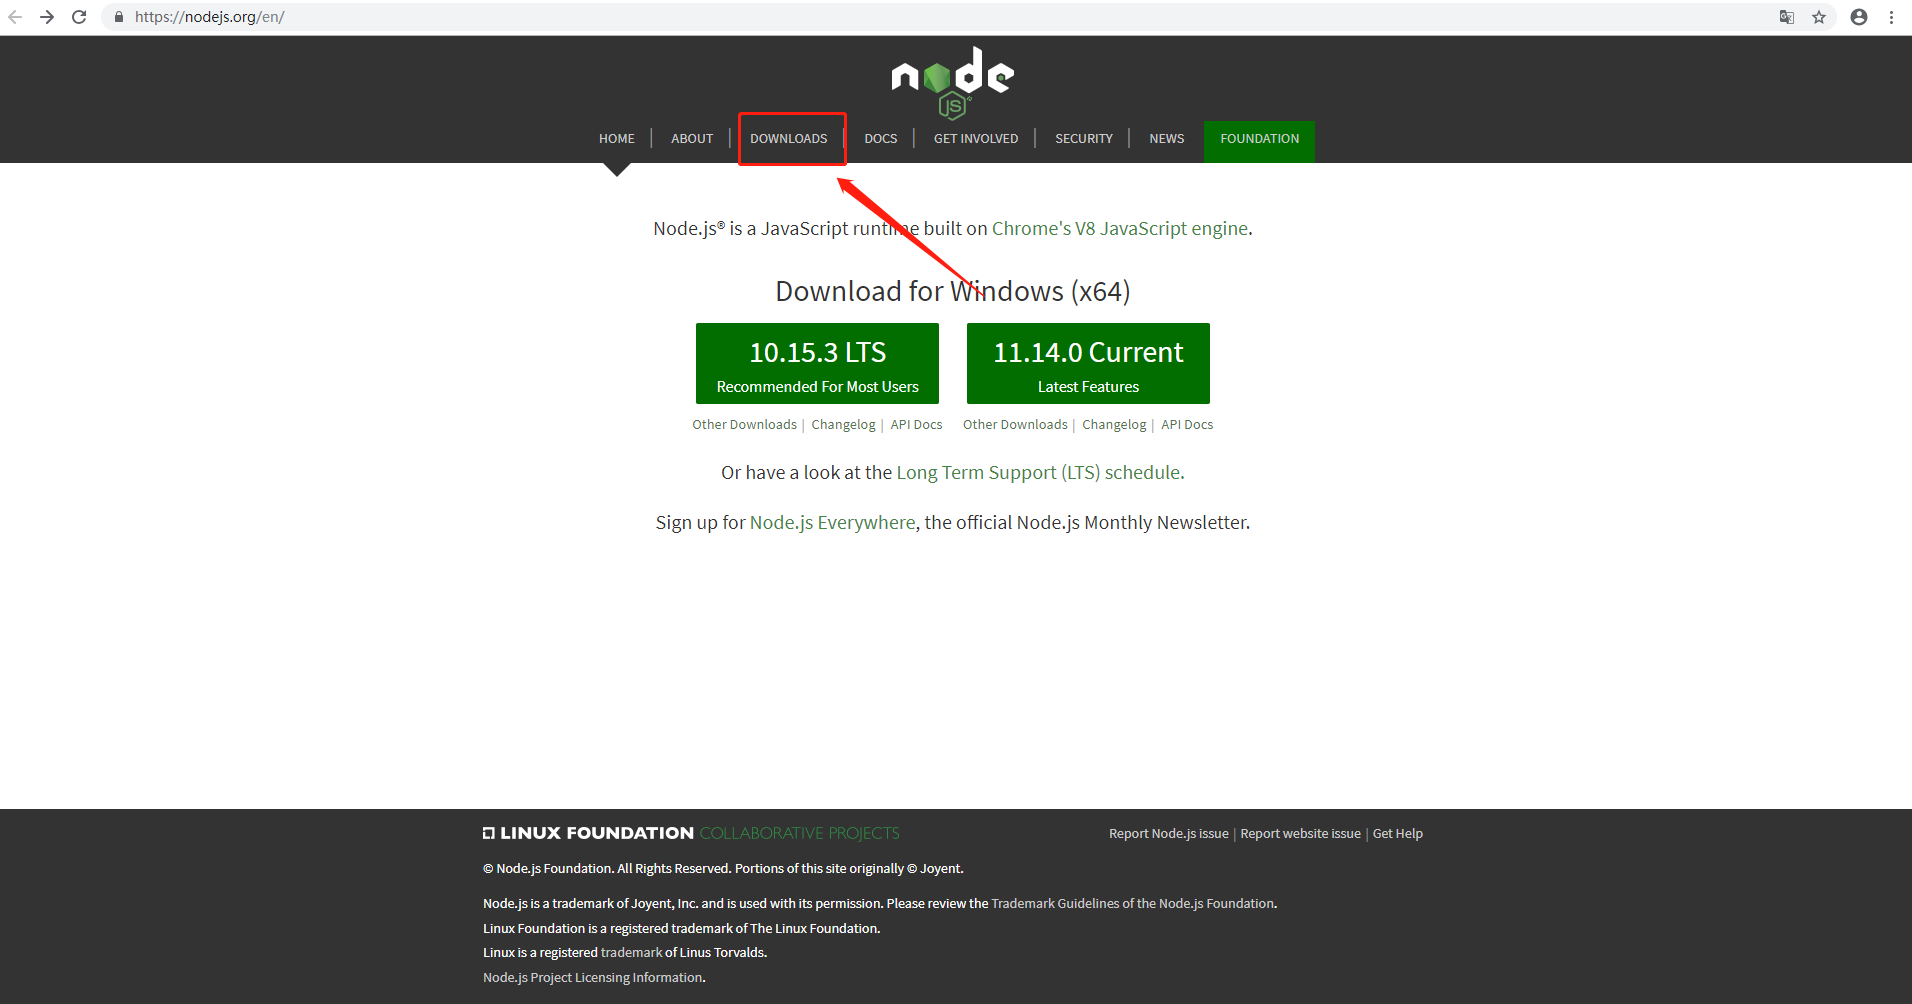 https://nodejs.org/en/
node
JS
HOME | ABOUT | DOWNLOADS | DOCS | GET INVOLVED | SECURITY | NEWS FOUNDATION
Node.js® is a JavaScript runtime built on Chrome's V8 JavaScript engine.
Download for Windows (x64)
10.15.3 LTS
Recommended For Most Users
11.14.0 Current
Latest Features
Other Downloads | Changelog | API Docs
Other Downloads | Changelog | API Docs
Or have a look at the Long Term Support (LTS) schedule.
Sign up for Node.js Everywhere, the official Node.js Monthly Newsletter.
LINUX FOUNDATION COLLABORATIVE PROJECTS
Report Node.js issue | Report website issue | Get Help
© Node.js Foundation. All Rights Reserved. Portions of this site originally © Joyent.
Node.js is a trademark of Joyent, Inc. and is used with its permission. Please review the Trademark Guidelines of the Node.js Foundation.
Linux Foundation is a registered trademark of The Linux Foundation.
Linux is a registered trademark of Linus Torvalds.
Node.js Project Licensing Information.